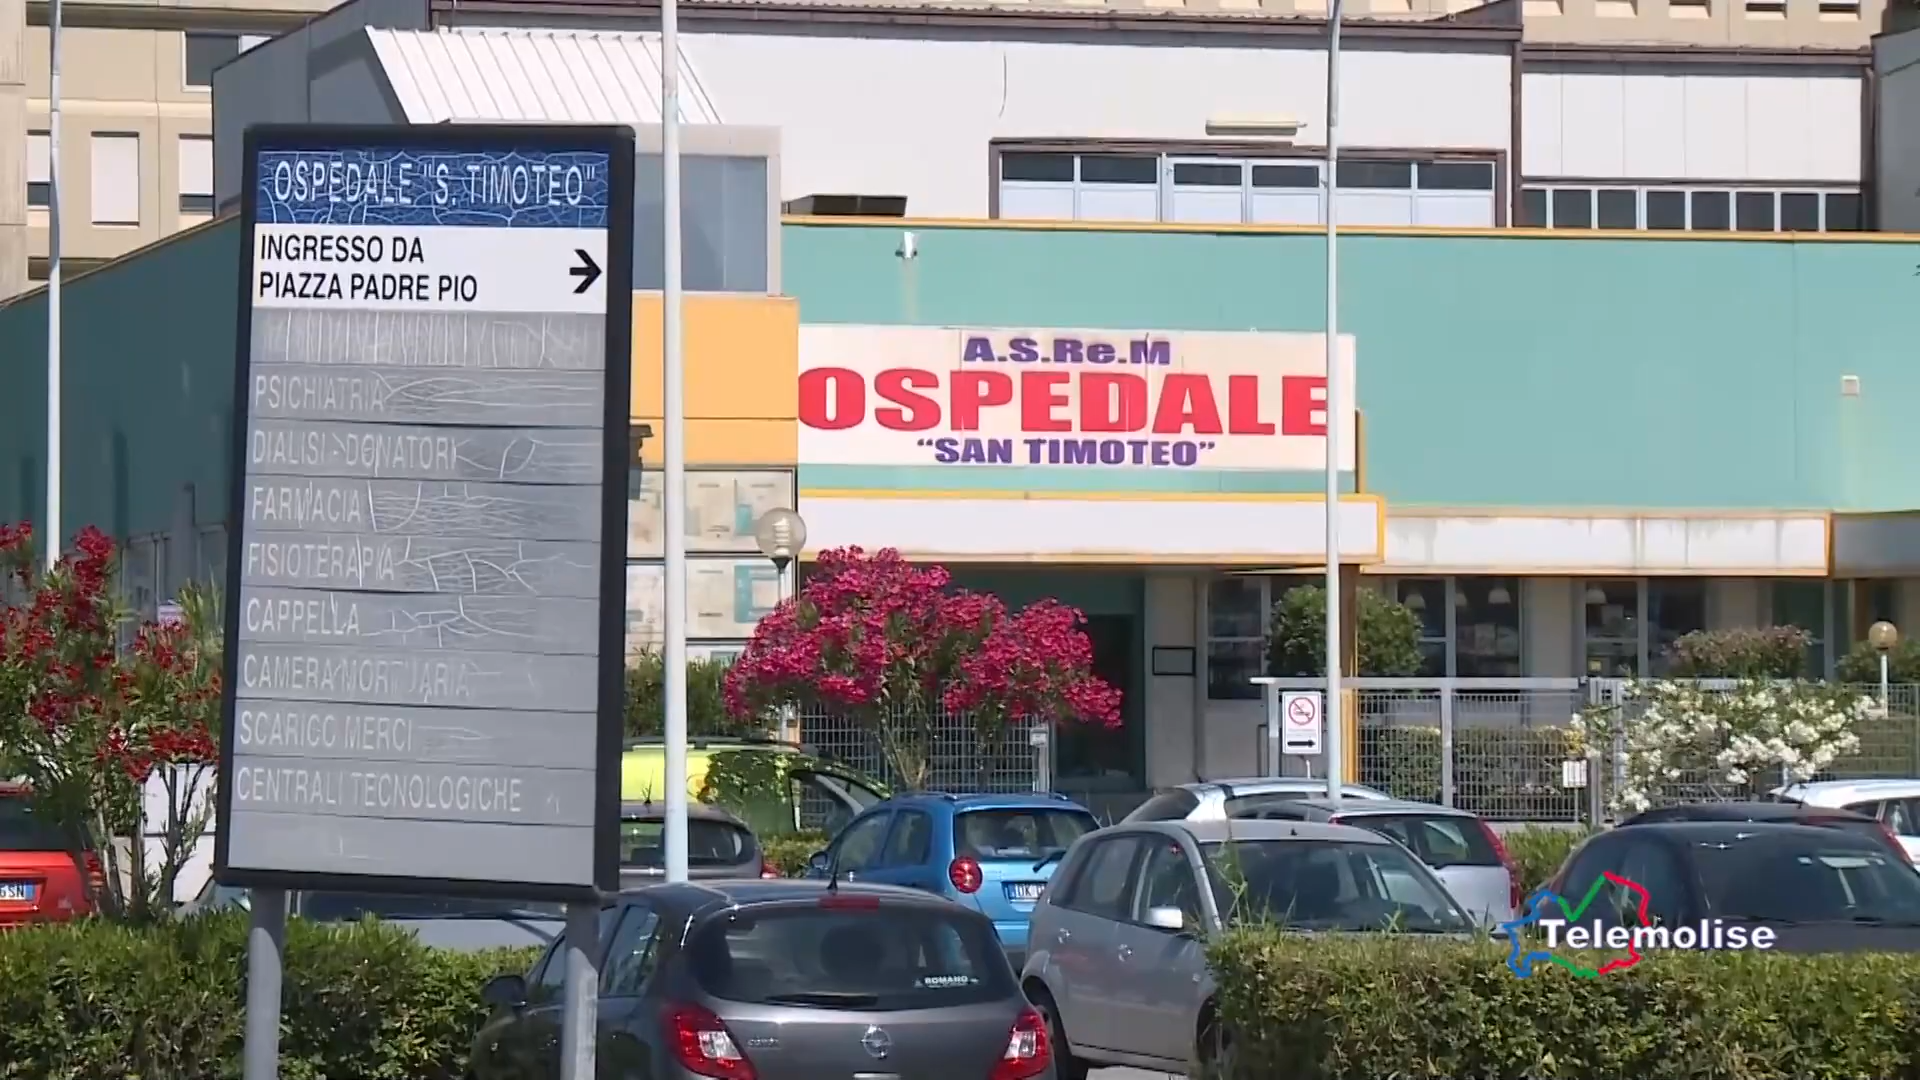 OSPEDALE "S. TIMOTEO"
INGRESSO DA
PIAZZA PADRE PIO
PSICHIATRIA
DIALISI - DONATORI
FARMACIA
FISIOTERAPIA
CAPPELLA
CAMERA MORTUARIA
SCARICO MERCI
CENTRALI TECNOLOGICHE
A.S.Re.M
OSPEDALE
“SAN TIMOTEO”
ROMANO
Telemolise